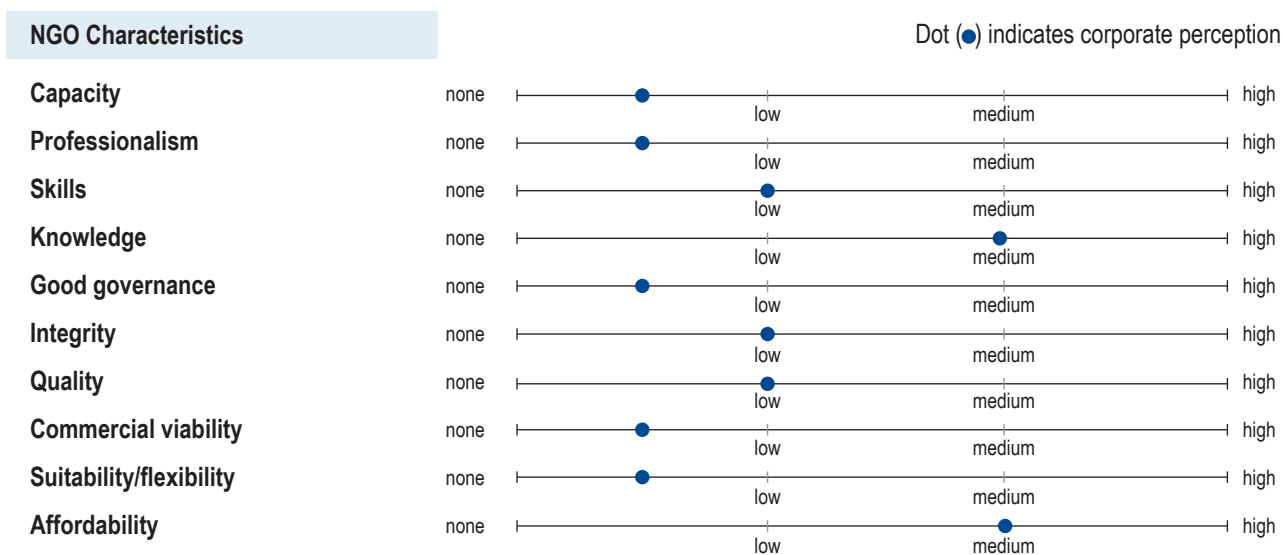 NGO Characteristics Dot (●) indicates corporate perception
Capacity none low medium high
Professionalism none low medium high
Skills none low medium high
Knowledge none low medium high
Good governance none low medium high
Integrity none low medium high
Quality none low medium high
Commercial viability none low medium high
Suitability/flexibility none low medium high
Affordability none low medium high